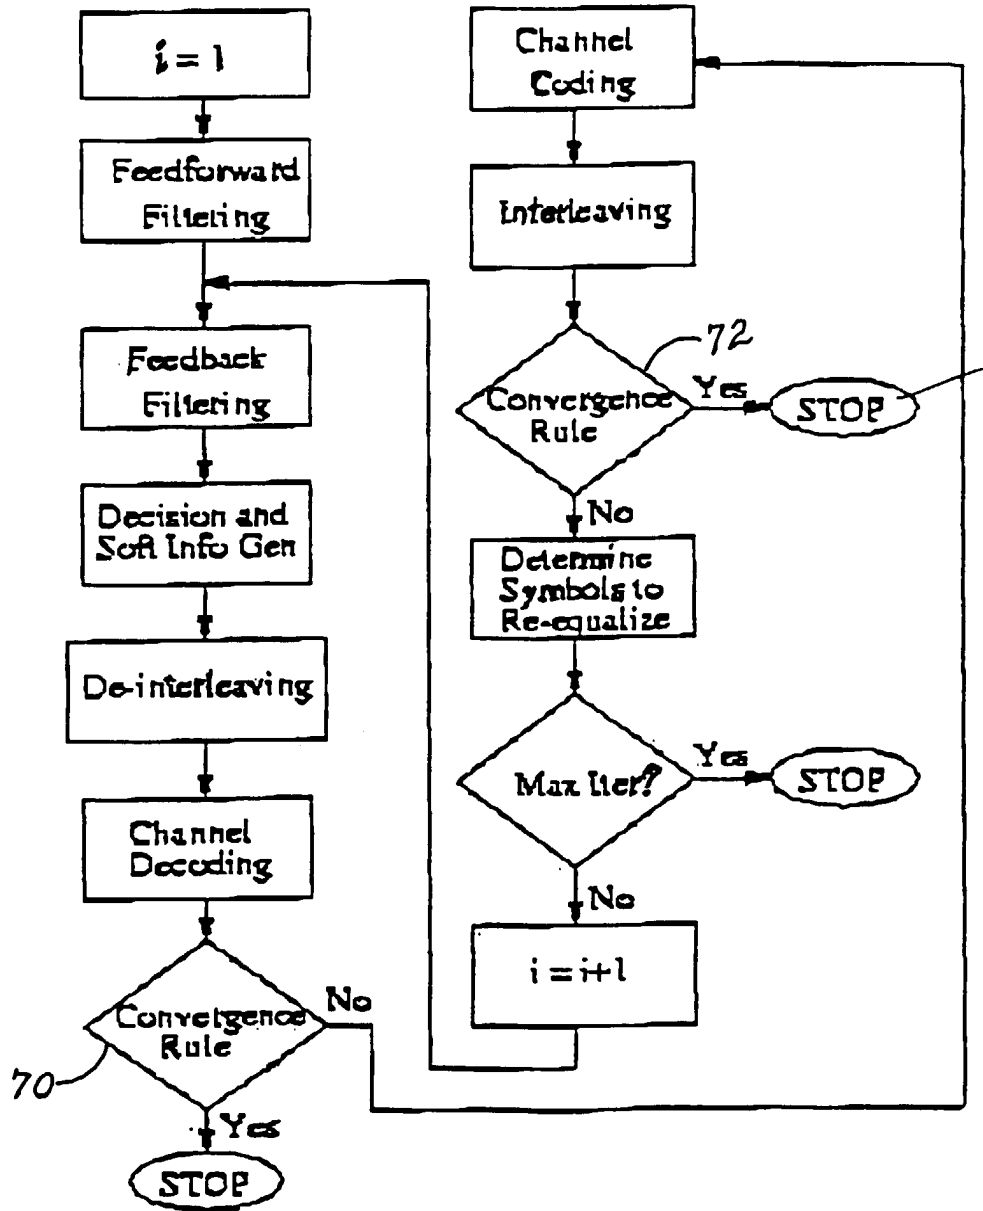 i = 1
Feedforward
Filtering
Feedback
Filtering
Decision and
Soft Info Gen
De-interleaving
Channel
Decoding
Convergence
Rule
No
70
Yes
STOP
Channel
Coding
Interleaving
72
Convergence
Rule
Yes
STOP
No
Determine
Symbols to
Re-equalize
Max Iter?
Yes
STOP
No
i = i+1